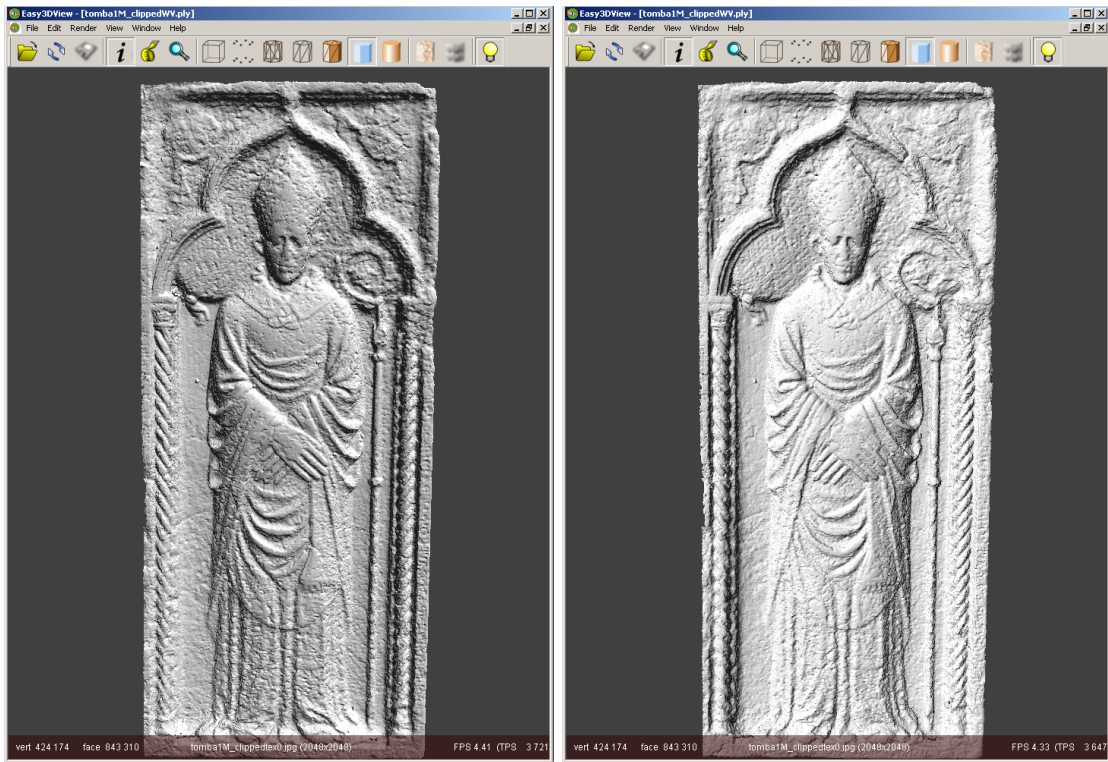 Easy3DView - [tomba1M_clippedWV.ply]
File Edit Render View Window Help
vert 424 174 face 843 310 tomba1M_clippedtex0.jpg (2048x2048) FPS 4.41 (TPS 3 721
Easy3DView - [tomba1M_clippedWV.ply]
File Edit Render View Window Help
vert 424 174 face 843 310 tomba1M_clippedtex0.jpg (2048x2048) FPS 4.33 (TPS 3 647